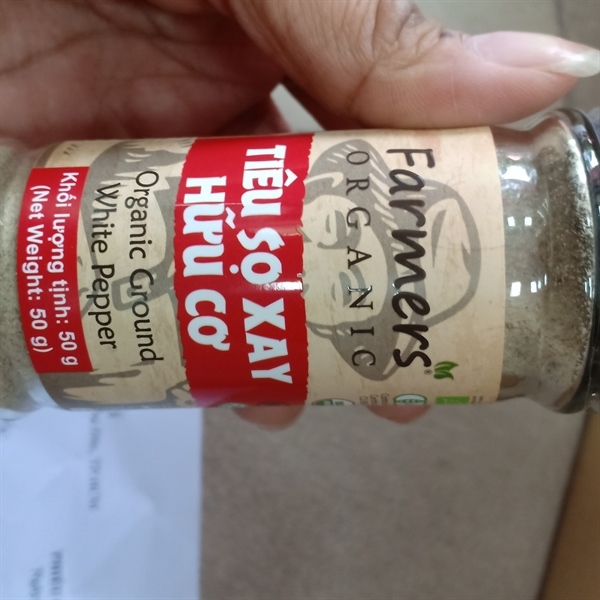 Farmers®
ORGANIC
TIÊU SỌ XAY
HỮU CƠ
Organic Ground
White Pepper
Khối lượng tịnh: 50 g
(Net Weight: 50 g)